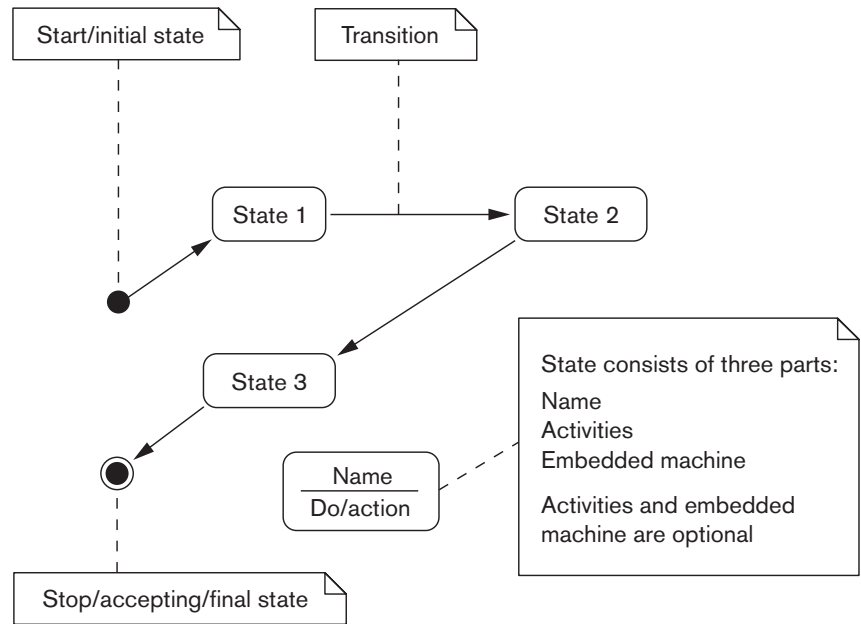 Start/initial state
Transition
State 1
State 2
State 3
State consists of three parts:
Name
Activities
Embedded machine
Activities and embedded
machine are optional
Name
Do/action
Stop/accepting/final state